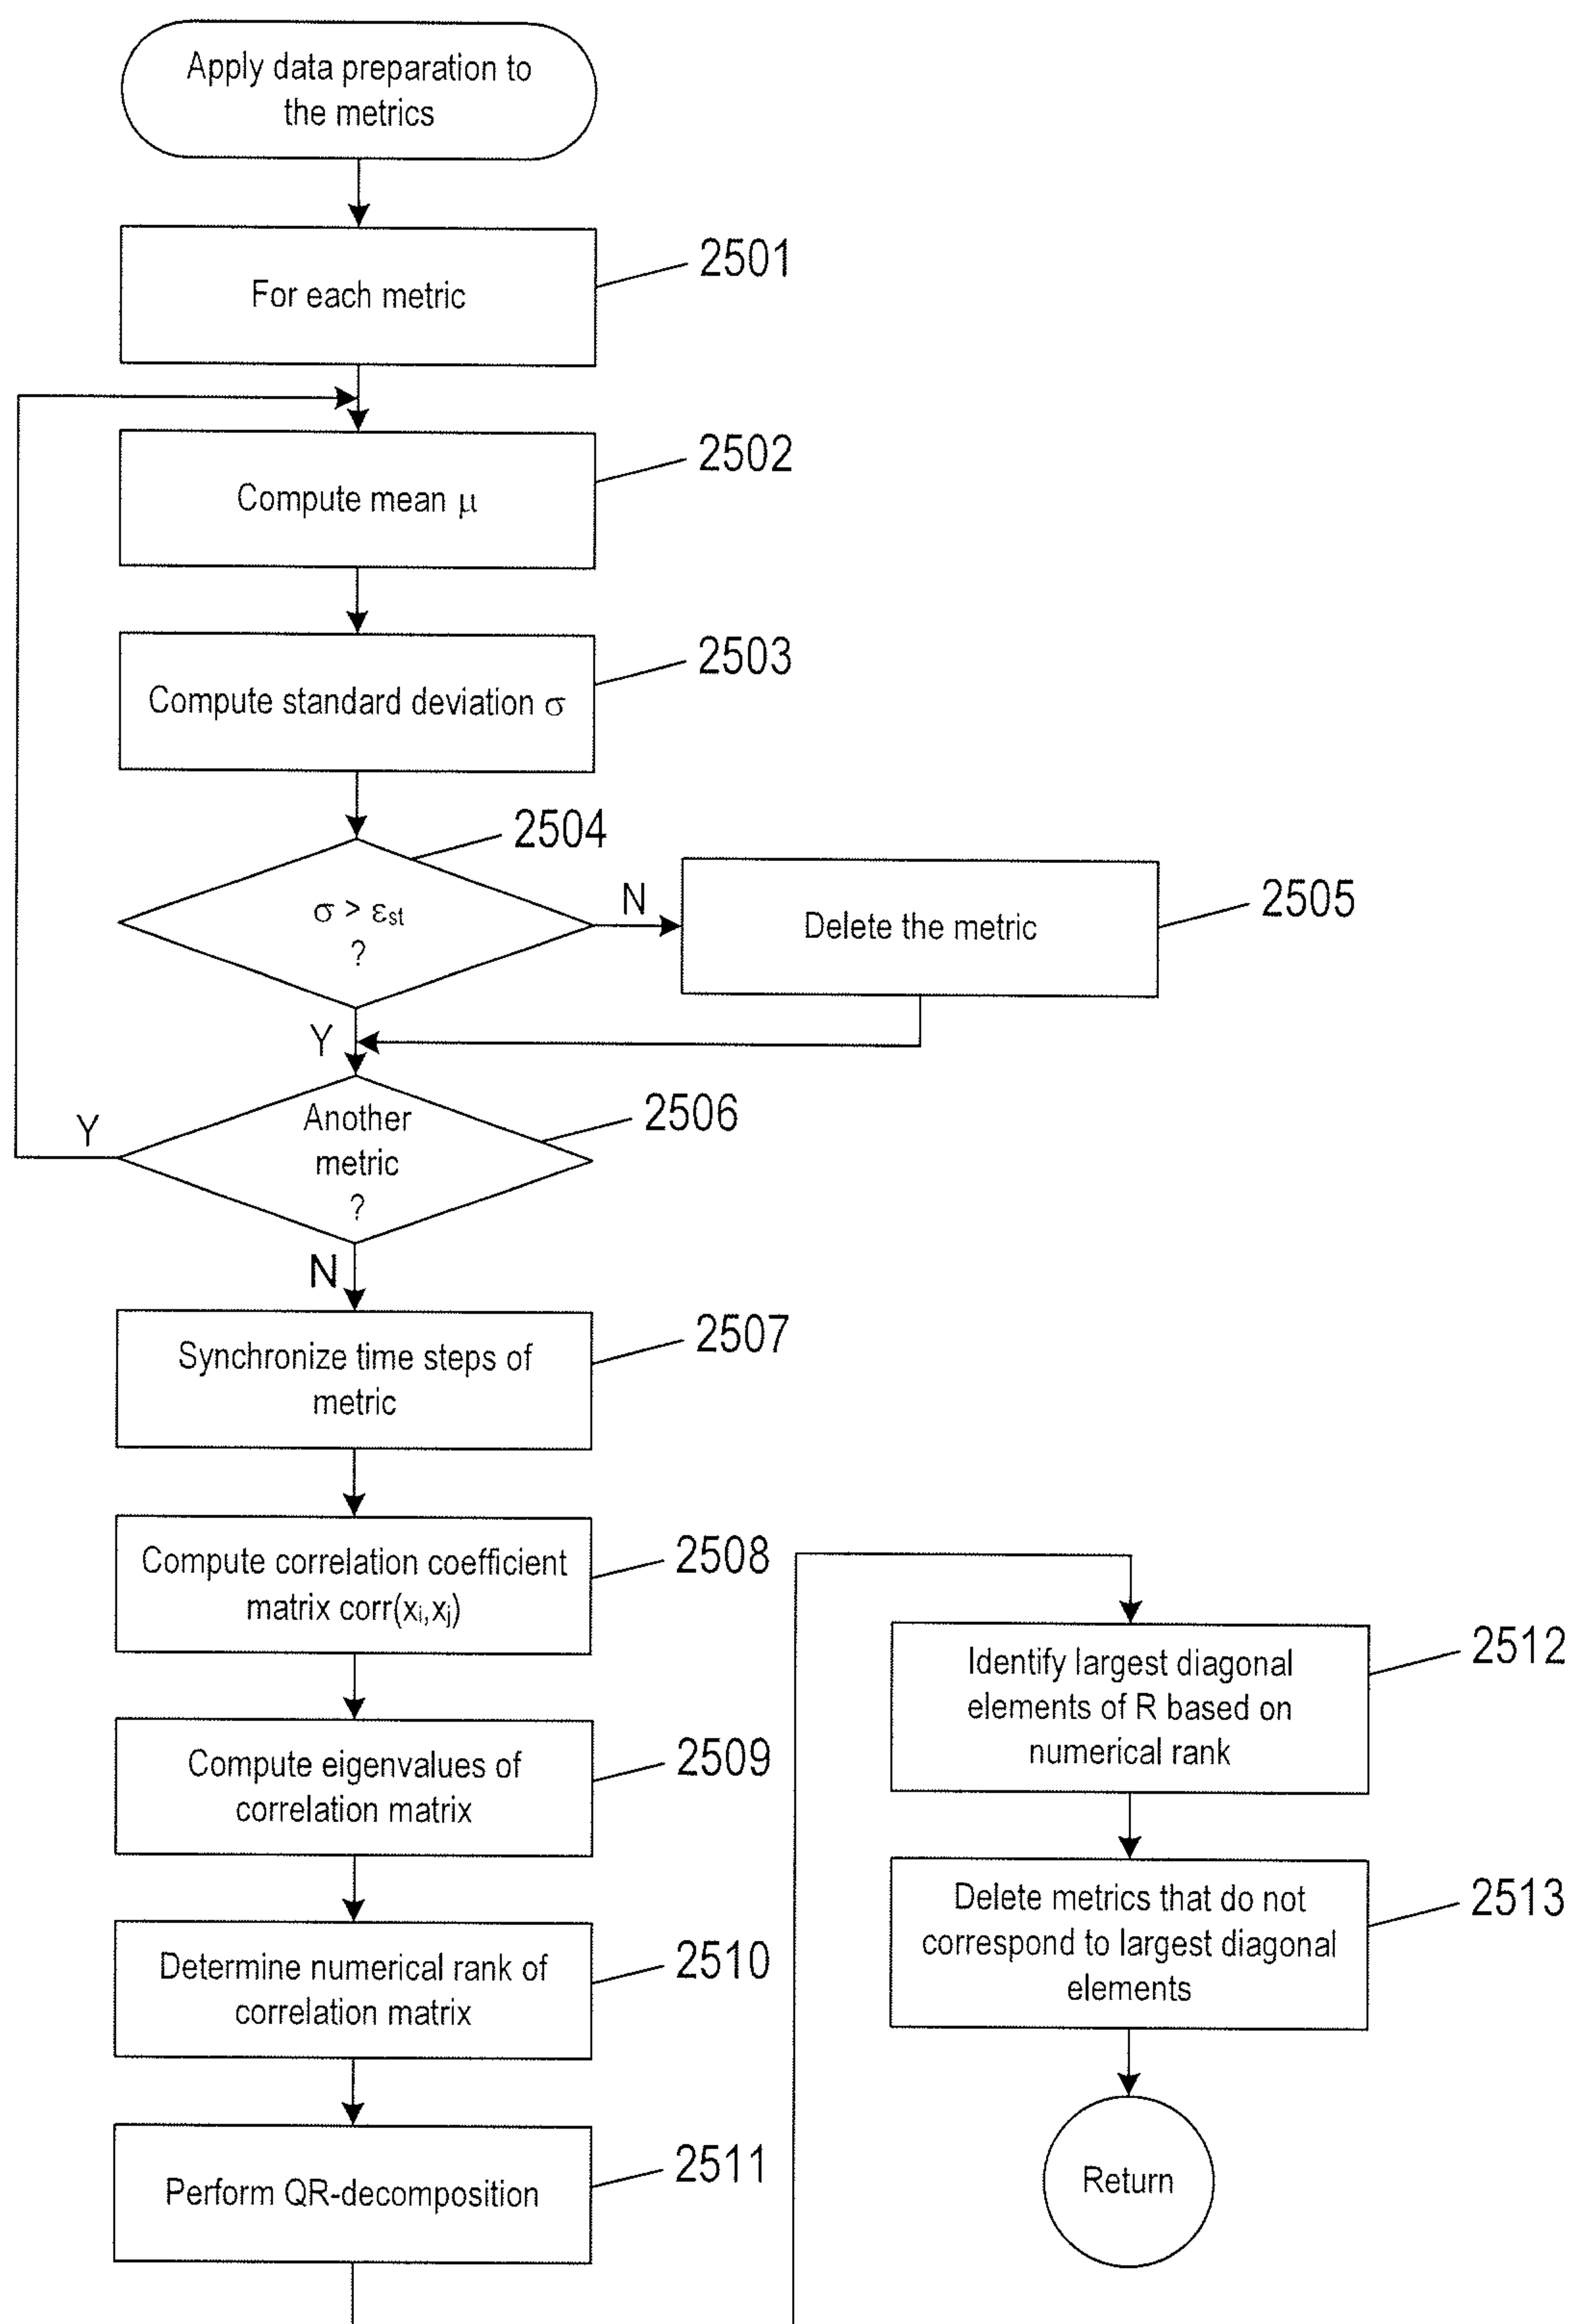 Apply data preparation to
the metrics
For each metric
2501
Compute mean μ
2502
Compute standard deviation σ
2503
2504
σ > εst
?
N
Delete the metric
2505
Y
Another
metric
?
2506
Y
N
Synchronize time steps of
metric
2507
Compute correlation coefficient
matrix corr(xi,xj)
2508
Compute eigenvalues of
correlation matrix
2509
Determine numerical rank of
correlation matrix
2510
Perform QR-decomposition
2511
Identify largest diagonal
elements of R based on
numerical rank
2512
Delete metrics that do not
correspond to largest diagonal
elements
2513
Return